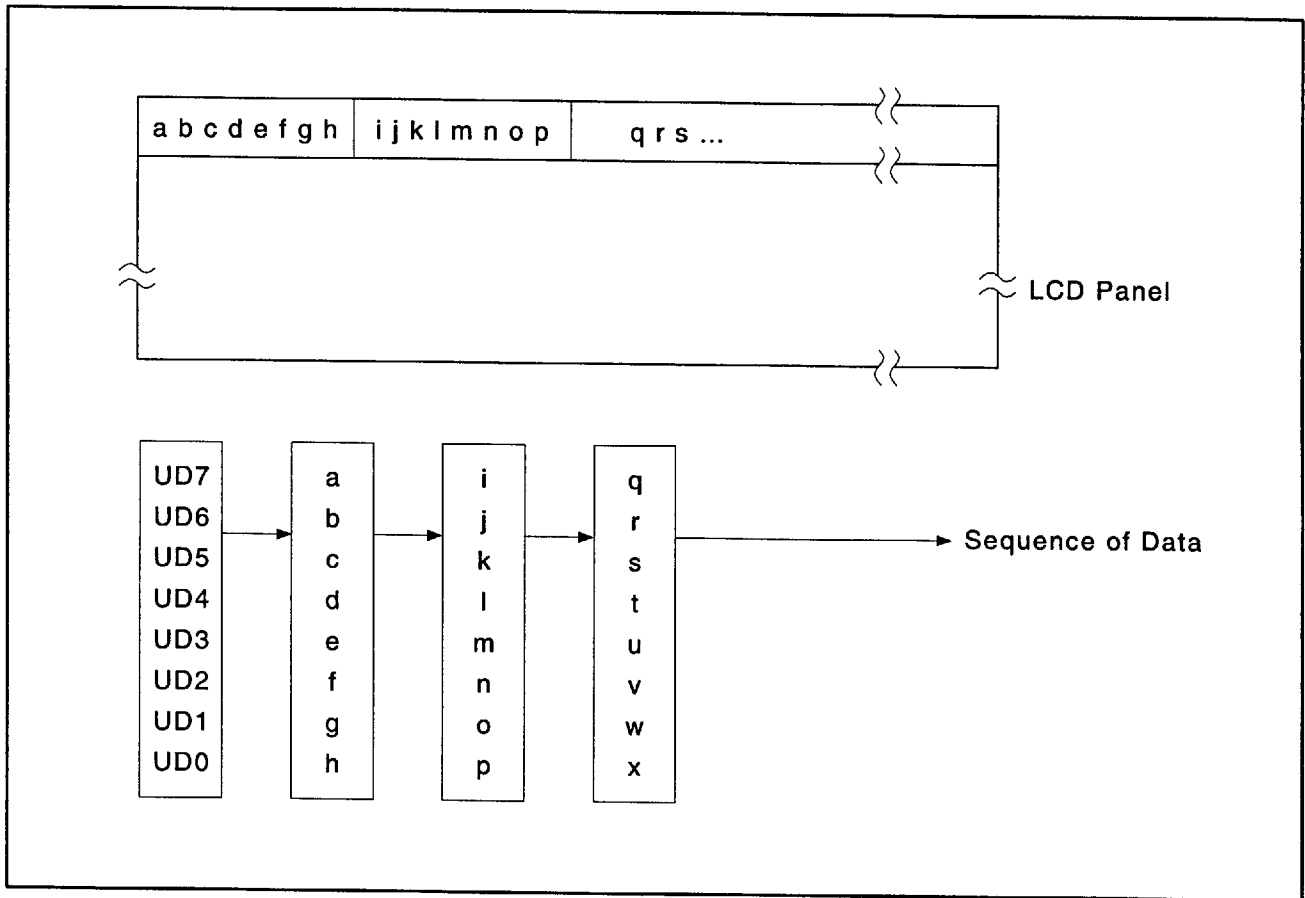 a b c d e f g h i j k l m n o p q r s ...
LCD Panel
UD7 a i q
UD6 b j r
UD5 c k s
UD4 d l t
UD3 e m u
UD2 f n v
UD1 g o w
UD0 h p x
Sequence of Data